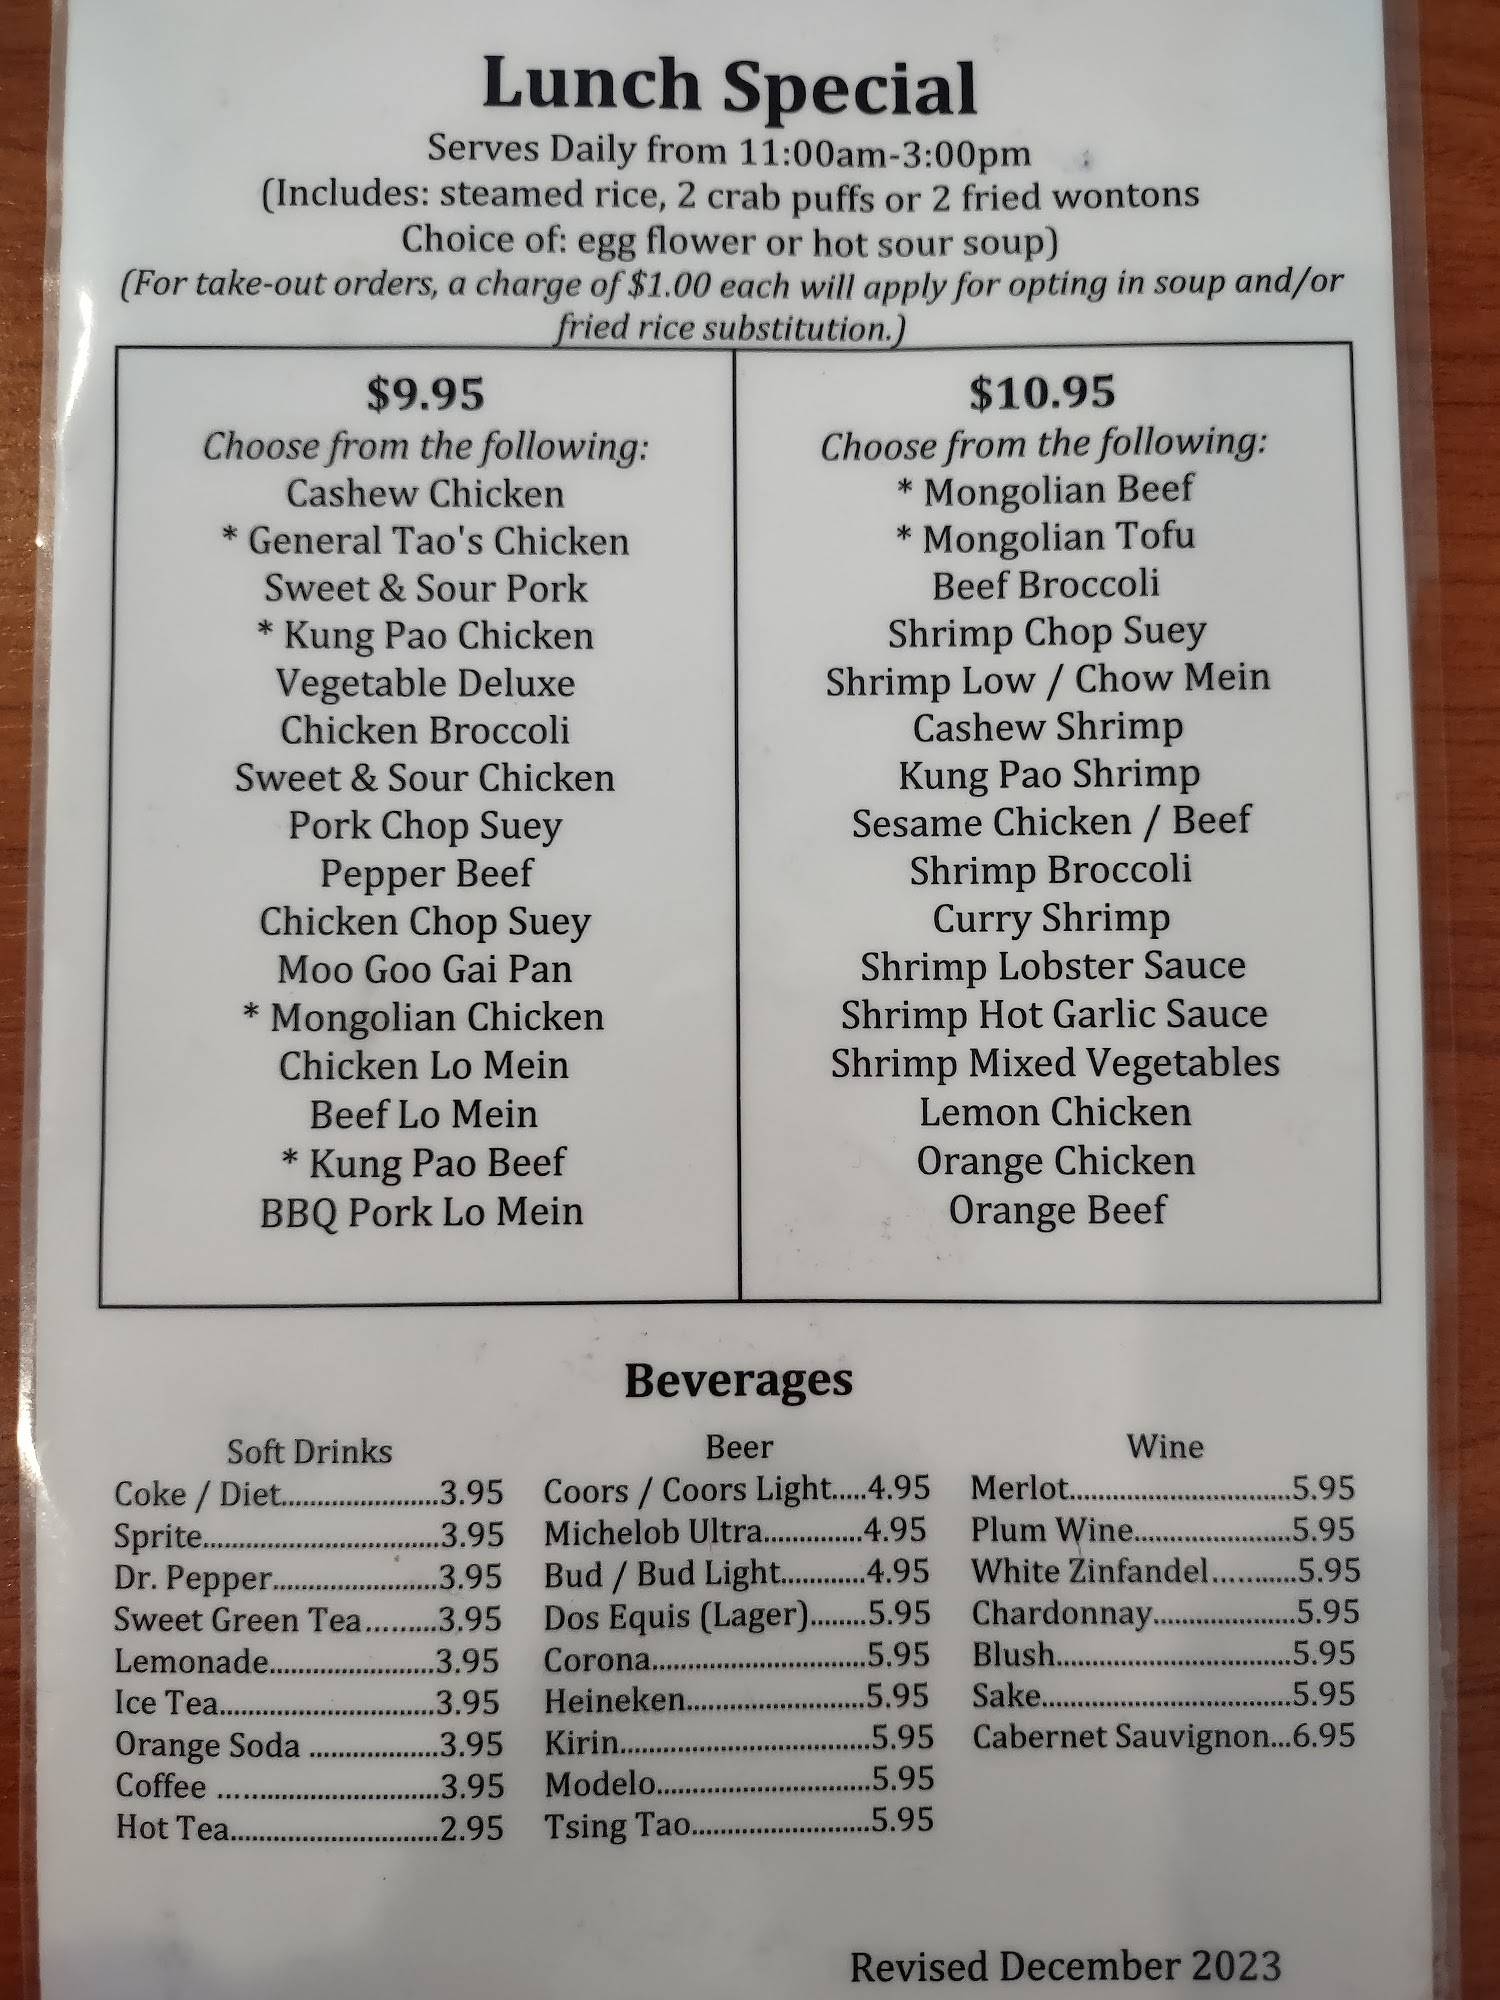 Lunch Special
Serves Daily from 11:00am-3:00pm
(Includes: steamed rice, 2 crab puffs or 2 fried wontons
Choice of: egg flower or hot sour soup)
(For take-out orders, a charge of $1.00 each will apply for opting in soup and/or
fried rice substitution.)
$9.95
Choose from the following:
Cashew Chicken
* General Tao's Chicken
Sweet & Sour Pork
* Kung Pao Chicken
Vegetable Deluxe
Chicken Broccoli
Sweet & Sour Chicken
Pork Chop Suey
Pepper Beef
Chicken Chop Suey
Moo Goo Gai Pan
* Mongolian Chicken
Chicken Lo Mein
Beef Lo Mein
* Kung Pao Beef
BBQ Pork Lo Mein
$10.95
Choose from the following:
* Mongolian Beef
* Mongolian Tofu
Beef Broccoli
Shrimp Chop Suey
Shrimp Low / Chow Mein
Cashew Shrimp
Kung Pao Shrimp
Sesame Chicken / Beef
Shrimp Broccoli
Curry Shrimp
Shrimp Lobster Sauce
Shrimp Hot Garlic Sauce
Shrimp Mixed Vegetables
Lemon Chicken
Orange Chicken
Orange Beef
Beverages
Soft Drinks
Coke / Diet.......................3.95
Sprite..................................3.95
Dr. Pepper........................3.95
Sweet Green Tea..........3.95
Lemonade........................3.95
Ice Tea...............................3.95
Orange Soda ...................3.95
Coffee ................................3.95
Hot Tea..............................2.95
Beer
Coors / Coors Light.....4.95
Michelob Ultra..............4.95
Bud / Bud Light............4.95
Dos Equis (Lager)........5.95
Corona...............................5.95
Heineken.........................5.95
Kirin...................................5.95
Modelo..............................5.95
Tsing Tao.........................5.95
Wine
Merlot...............................5.95
Plum Wine......................5.95
White Zinfandel............5.95
Chardonnay....................5.95
Blush.................................5.95
Sake...................................5.95
Cabernet Sauvignon...6.95
Revised December 2023